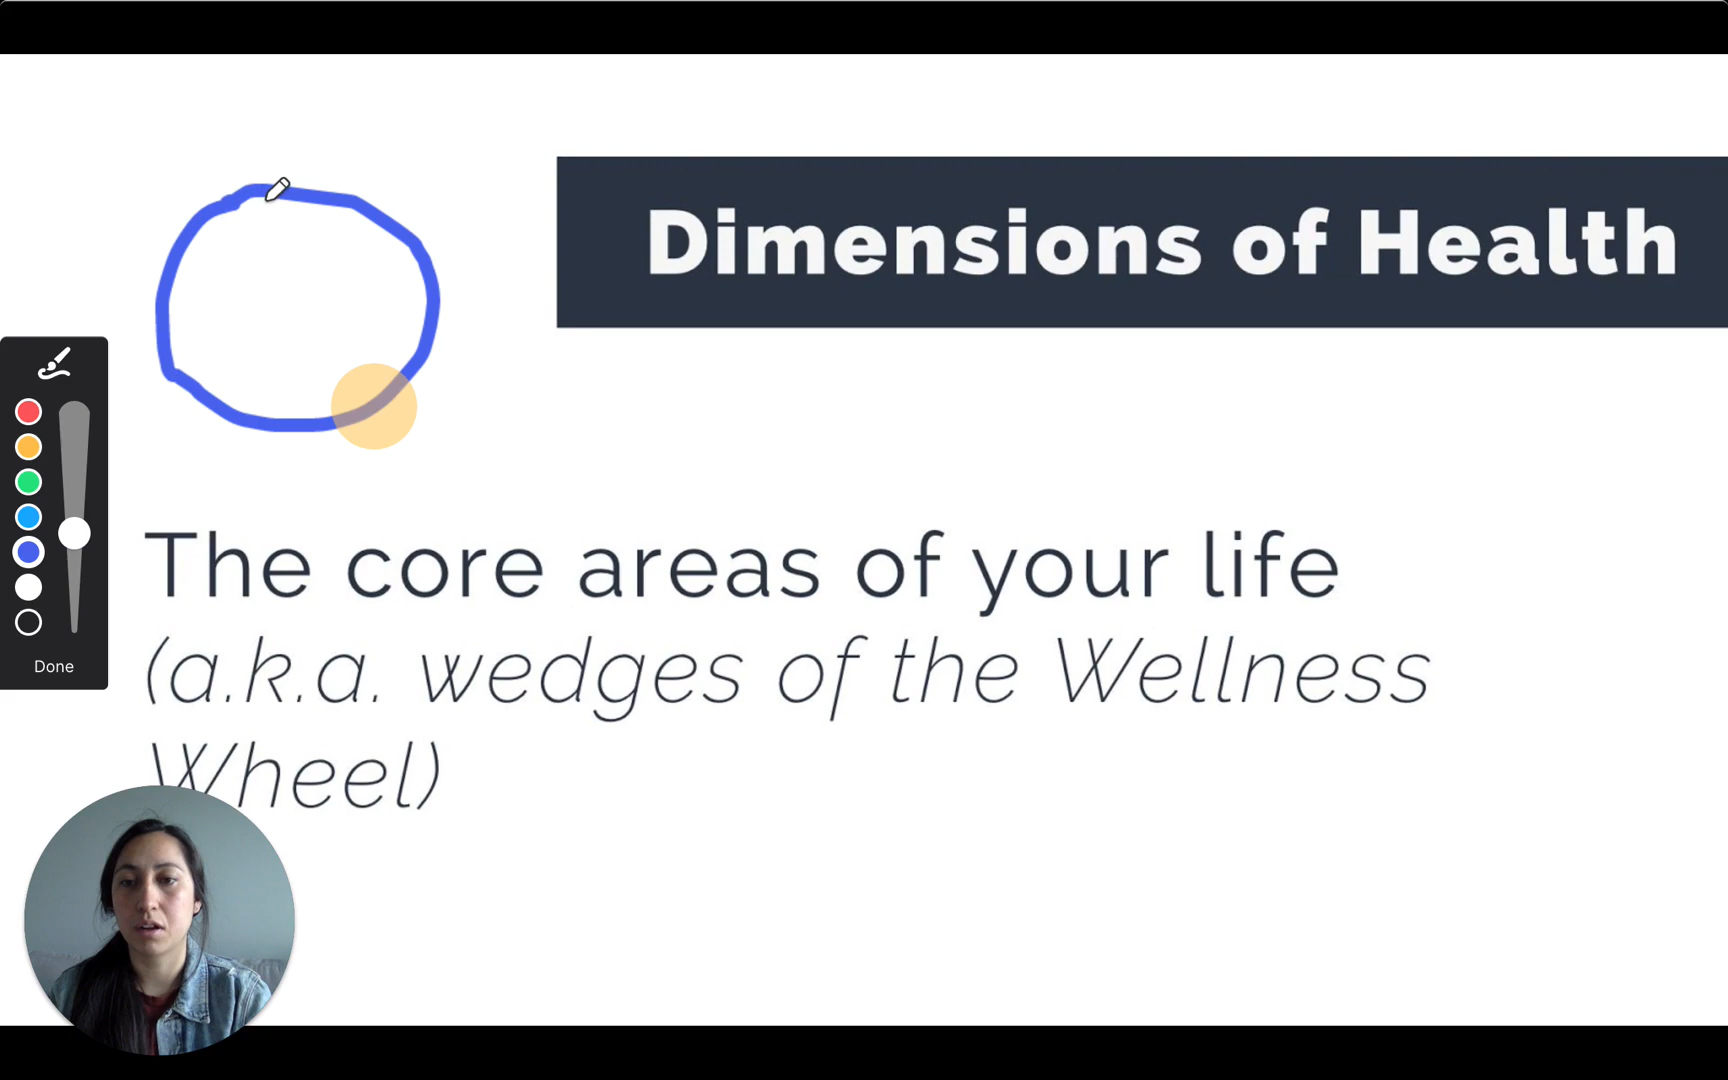 Dimensions of Health
Done
The core areas of your life
(a.k.a. wedges of the Wellness
Wheel)